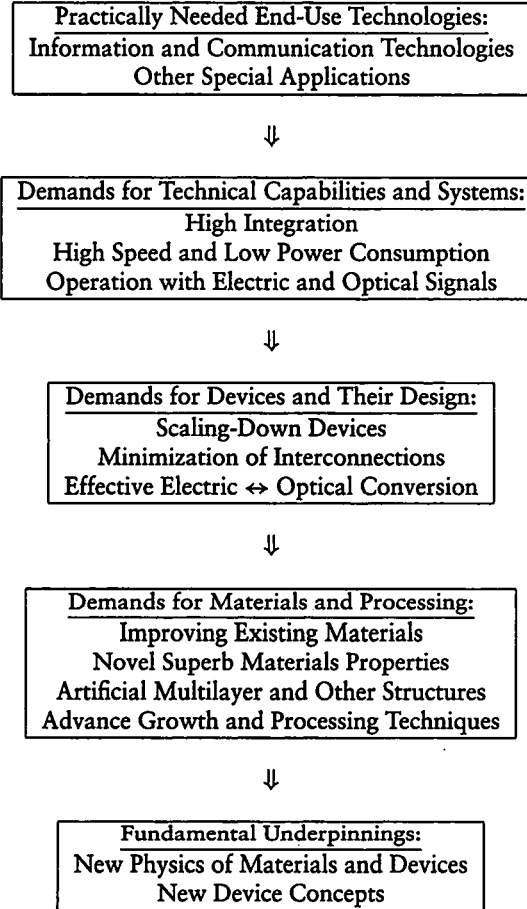 Practically Needed End-Use Technologies:
Information and Communication Technologies
Other Special Applications
⇓
Demands for Technical Capabilities and Systems:
High Integration
High Speed and Low Power Consumption
Operation with Electric and Optical Signals
⇓
Demands for Devices and Their Design:
Scaling-Down Devices
Minimization of Interconnections
Effective Electric ↔ Optical Conversion
⇓
Demands for Materials and Processing:
Improving Existing Materials
Novel Superb Materials Properties
Artificial Multilayer and Other Structures
Advance Growth and Processing Techniques
⇓
Fundamental Underpinnings:
New Physics of Materials and Devices
New Device Concepts